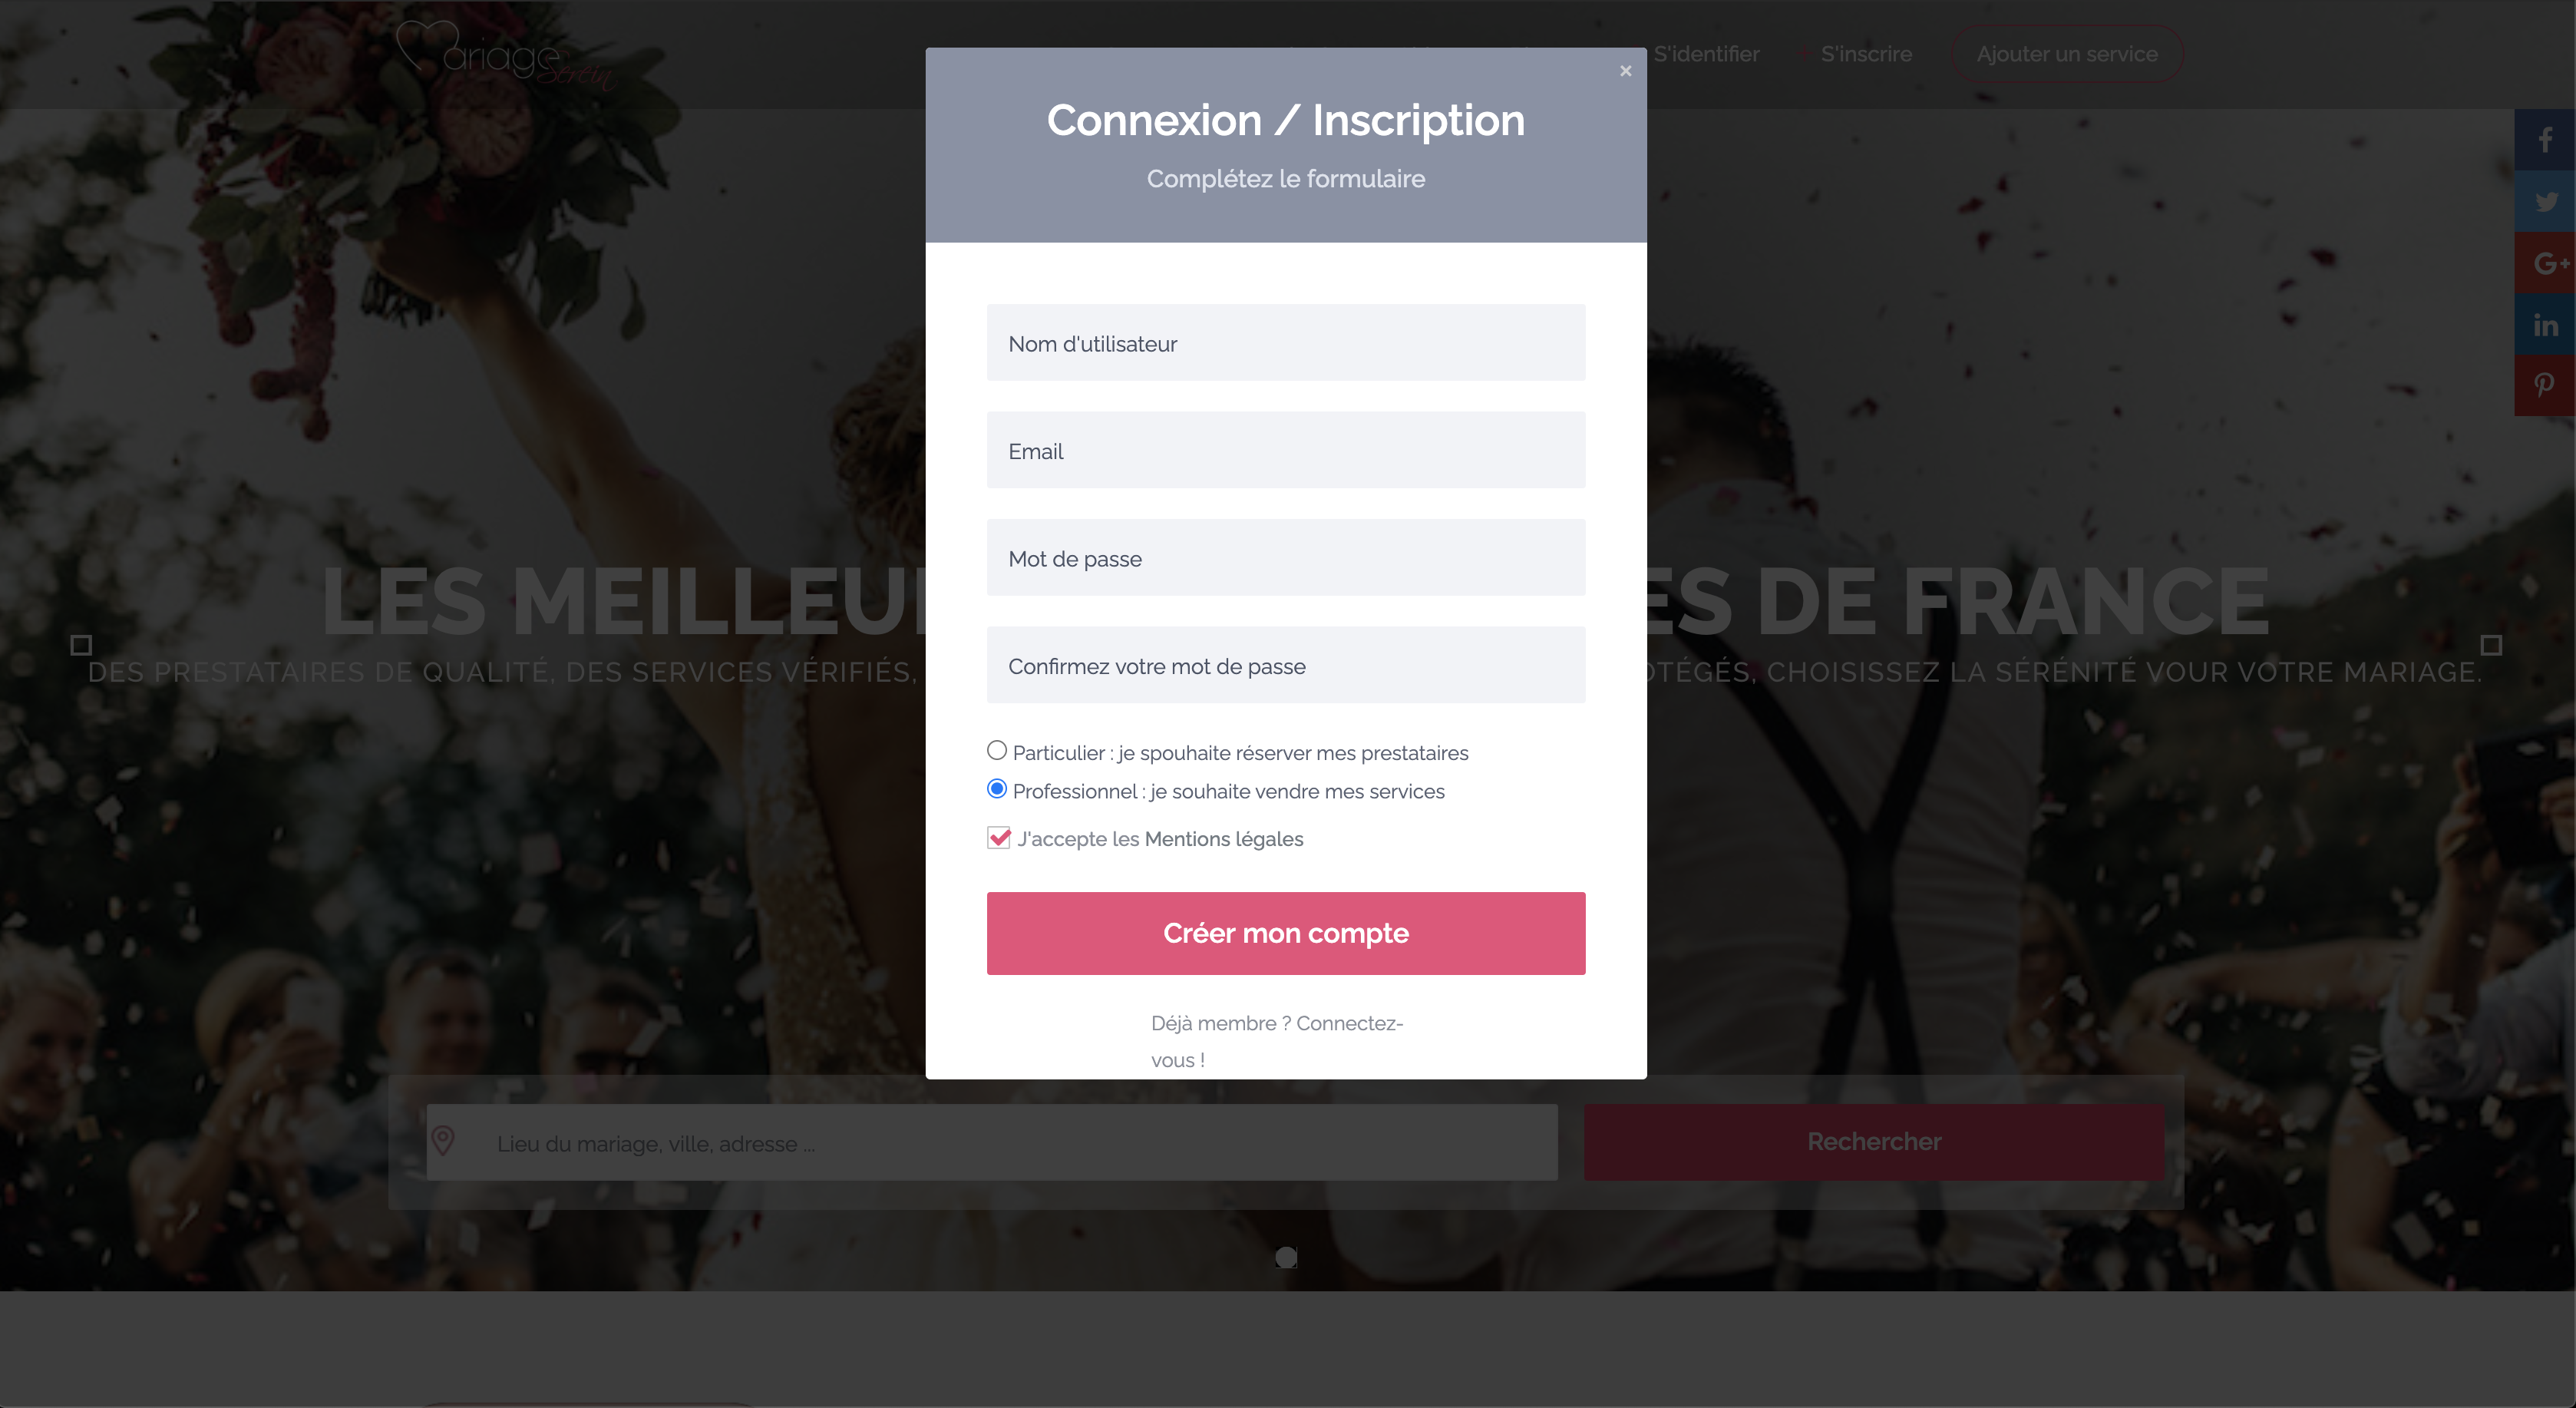 Mariage
Serein
S'identifier
S'inscrire
Ajouter un service
×
Connexion / Inscription
Complétez le formulaire
Nom d'utilisateur
Email
Mot de passe
Confirmez votre mot de passe
LES MEILLEU
ES DE FRANCE
DES PRESTATAIRES DE QUALITÉ, DES SERVICES VÉRIFIÉS,
OTÉGÉS, CHOISISSEZ LA SÉRÉNITÉ VOUR VOTRE MARIAGE.
Particulier : je spouhaite réserver mes prestataires
Professionnel : je souhaite vendre mes services
J'accepte les Mentions légales
Créer mon compte
Déjà membre ? Connectez-
vous !
Lieu du mariage, ville, adresse ...
Rechercher
G+
in